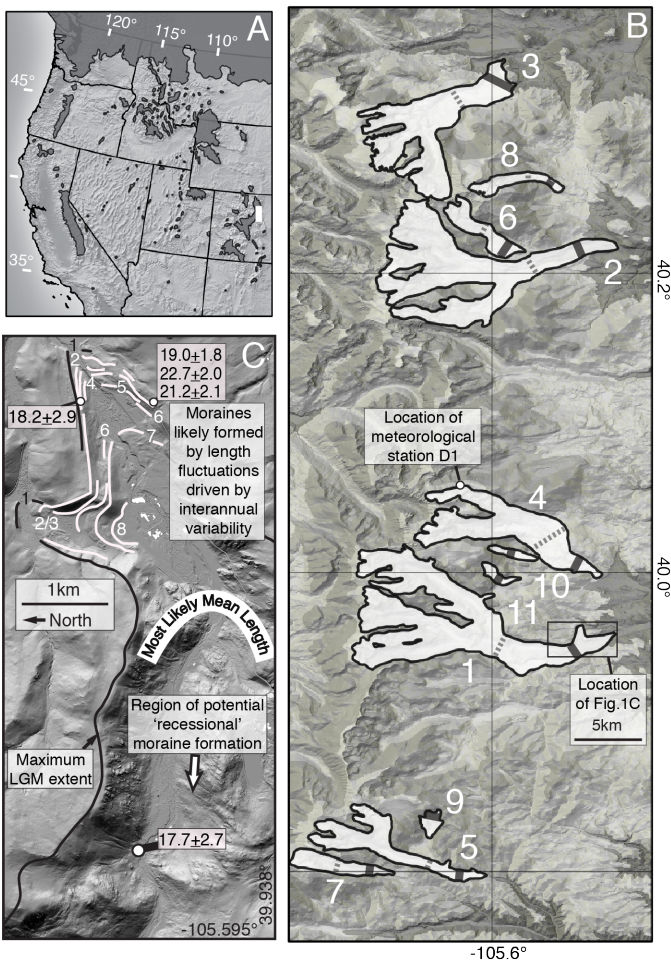 120°
115°
110°
A
45°
35°
B
3
8
6
2
40.2°
Location of
meteorological
station D1
4
40.0°
10
11
1
Location
of Fig.1C
5km
9
5
7
-105.6°
C
1
2
4
5
6
7
19.0±1.8
22.7±2.0
21.2±2.1
18.2±2.9
Moraines
likely formed
by length
fluctuations
driven by
interannual
variability
6
1
2/3
8
1km
North
Most Likely Mean Length
Region of potential
‘recessional’
moraine formation
Maximum
LGM extent
17.7±2.7
-105.595°
39.938°